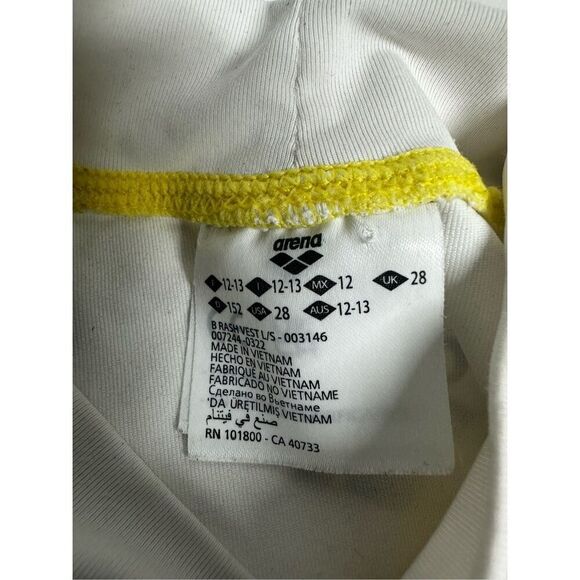 arena
F 12-13 I 12-13 MX 12 UK 28
D 152 USA 28 AUS 12-13
B RASH VEST L/S - 003146
007244-0322
MADE IN VIETNAM
HECHO EN VIETNAM
FABRIQUÉ AU VIETNAM
FABRICADO NO VIETNAME
Сделано во Вьетнаме
'DA ÜRETILMIŞ VIETNAM
صنع في فيتنام
RN 101800 - CA 40733